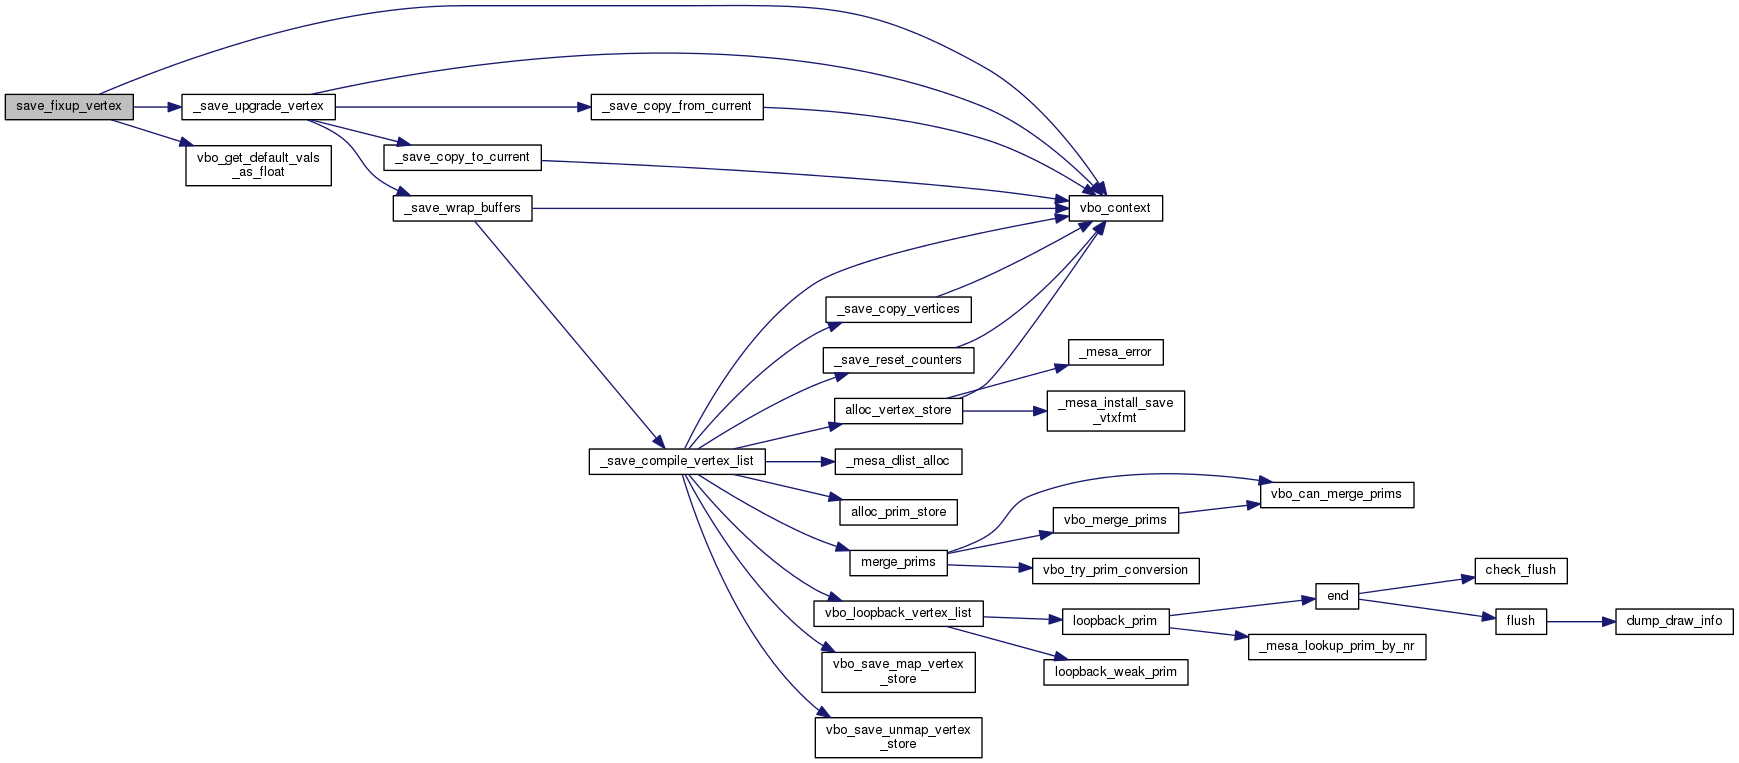 save_fixup_vertex
_save_upgrade_vertex
_save_copy_from_current
vbo_get_default_vals
_as_float
_save_copy_to_current
_save_wrap_buffers
vbo_context
_save_copy_vertices
_save_reset_counters
_mesa_error
alloc_vertex_store
_mesa_install_save
_vtxfmt
_save_compile_vertex_list
_mesa_dlist_alloc
alloc_prim_store
vbo_can_merge_prims
vbo_merge_prims
merge_prims
vbo_try_prim_conversion
check_flush
end
vbo_loopback_vertex_list
loopback_prim
flush
dump_draw_info
_mesa_lookup_prim_by_nr
loopback_weak_prim
vbo_save_map_vertex
_store
vbo_save_unmap_vertex
_store